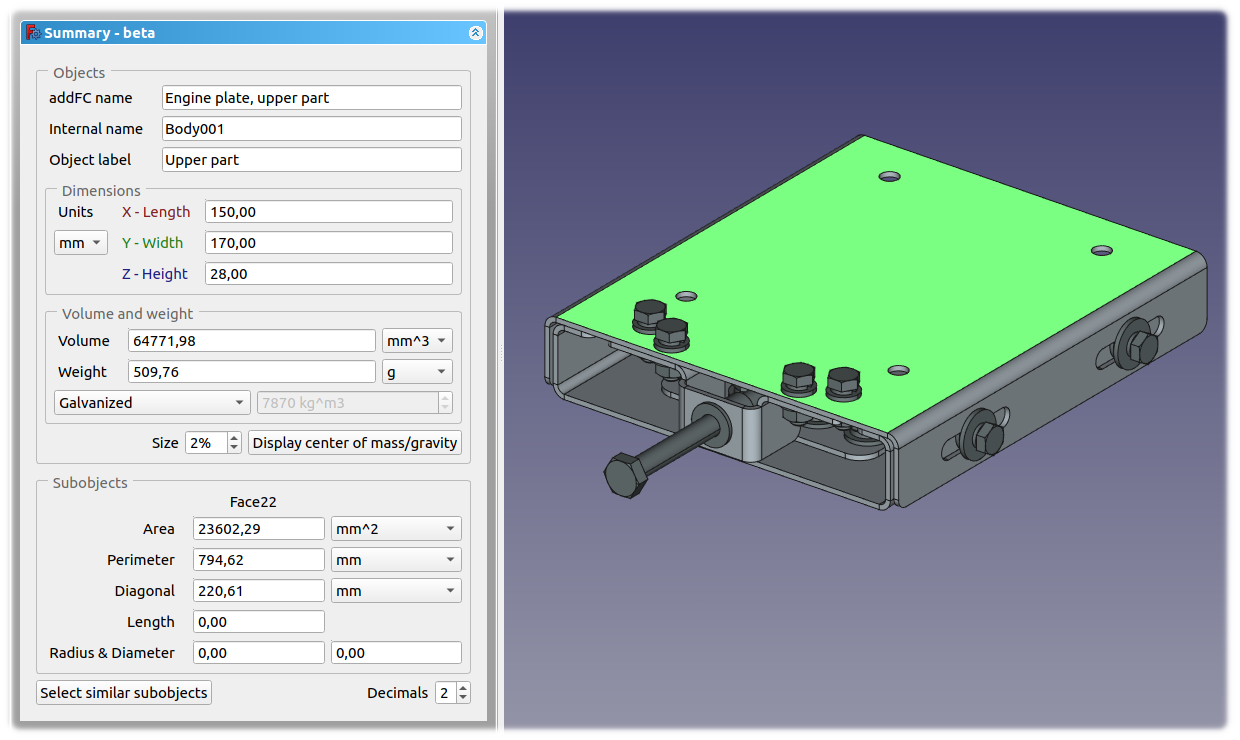 Summary - beta
Objects
addFC name Engine plate, upper part
Internal name Body001
Object label Upper part
Dimensions
Units X - Length 150,00
mm Y - Width 170,00
Z - Height 28,00
Volume and weight
Volume 64771,98 mm^3
Weight 509,76 g
Galvanized 7870 kg^m3
Size 2% Display center of mass/gravity
Subobjects
Face22
Area 23602,29 mm^2
Perimeter 794,62 mm
Diagonal 220,61 mm
Length 0,00
Radius & Diameter 0,00 0,00
Select similar subobjects Decimals 2